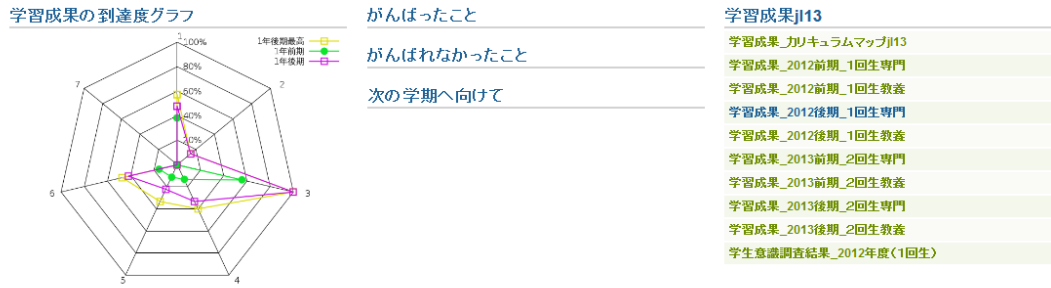 学習成果の到達度グラフ
1年後期最高
1年前期
1年後期
1
100%
80%
60%
40%
20%
2
3
4
5
6
7
がんばったこと
がんばれなかったこと
次の学期へ向けて
学習成果jl13
学習成果_カリキュラムマップjl13
学習成果_2012前期_1回生専門
学習成果_2012前期_1回生教養
学習成果_2012後期_1回生専門
学習成果_2012後期_1回生教養
学習成果_2013前期_2回生専門
学習成果_2013前期_2回生教養
学習成果_2013後期_2回生専門
学習成果_2013後期_2回生教養
学生意識調査結果_2012年度(1回生)